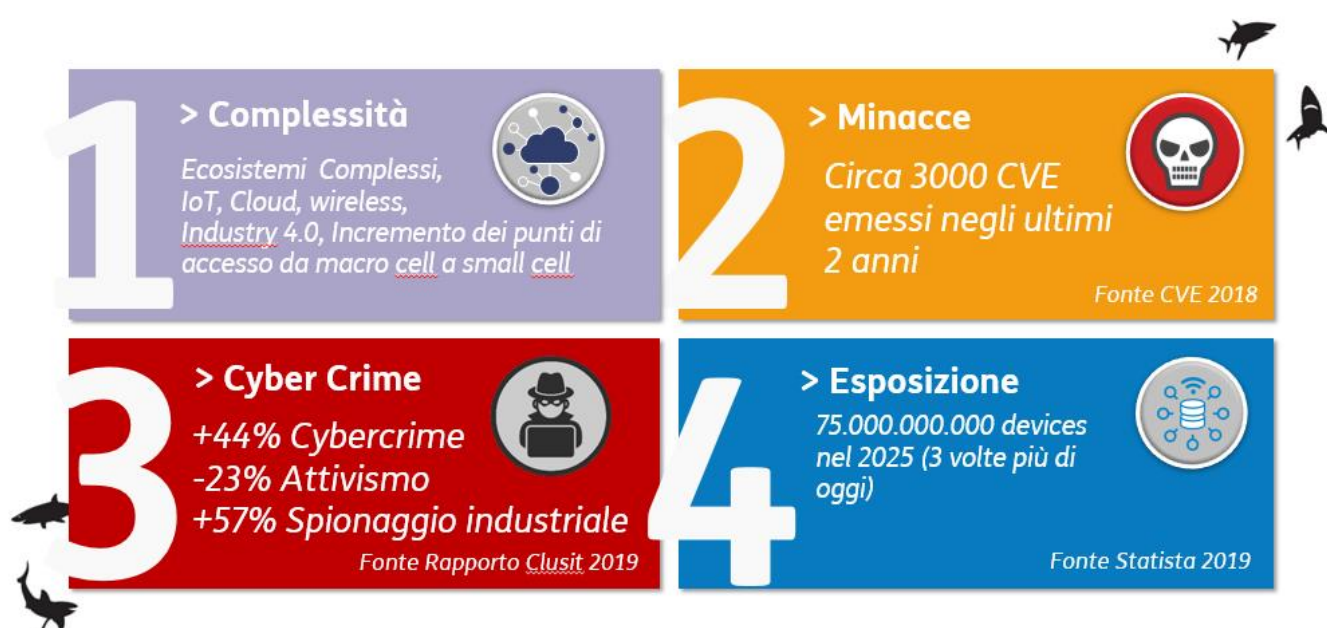 1
> Complessità
Ecosistemi Complessi,
IoT, Cloud, wireless,
Industry 4.0, Incremento dei punti di
accesso da macro cell a small cell
2
> Minacce
Circa 3000 CVE
emessi negli ultimi
2 anni
Fonte CVE 2018
3
> Cyber Crime
+44% Cybercrime
-23% Attivismo
+57% Spionaggio industriale
Fonte Rapporto Clusit 2019
4
> Esposizione
75.000.000.000 devices
nel 2025 (3 volte più di
oggi)
Fonte Statista 2019